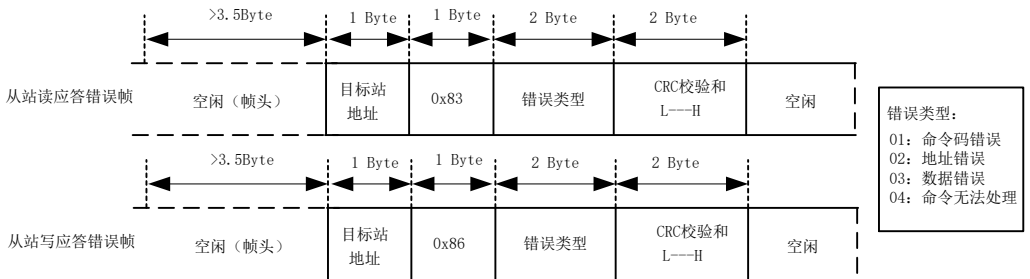 >3.5Byte 1 Byte 1 Byte 2 Byte 2 Byte
从站读应答错误帧 空闲（帧头） 目标站 地址 0x83 错误类型 CRC校验和 L---H 空闲
>3.5Byte 1 Byte 1 Byte 2 Byte 2 Byte
从站写应答错误帧 空闲（帧头） 目标站 地址 0x86 错误类型 CRC校验和 L---H 空闲
错误类型：
01：命令码错误
02：地址错误
03：数据错误
04：命令无法处理